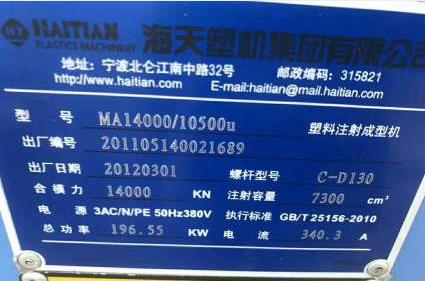 HT HAITIAN 海天塑机集团有限公司
PLASTICS MACHINERY
地址: 宁波北仑江南中路32号 邮政编码: 315821
http://www.haitian.com E-mail:haitian@mail.haitian.com
型号 MA14000/10500u 塑料注射成型机
出厂编号 201105140021689
出厂日期 20120301 螺杆型号 C-D130
合模力 14000 KN 注射容量 7300 cm³
电源 3AC/N/PE 50Hz380V 执行标准 GB/T 25156-2010
总功率 196.55 KW 电流 340.3 A